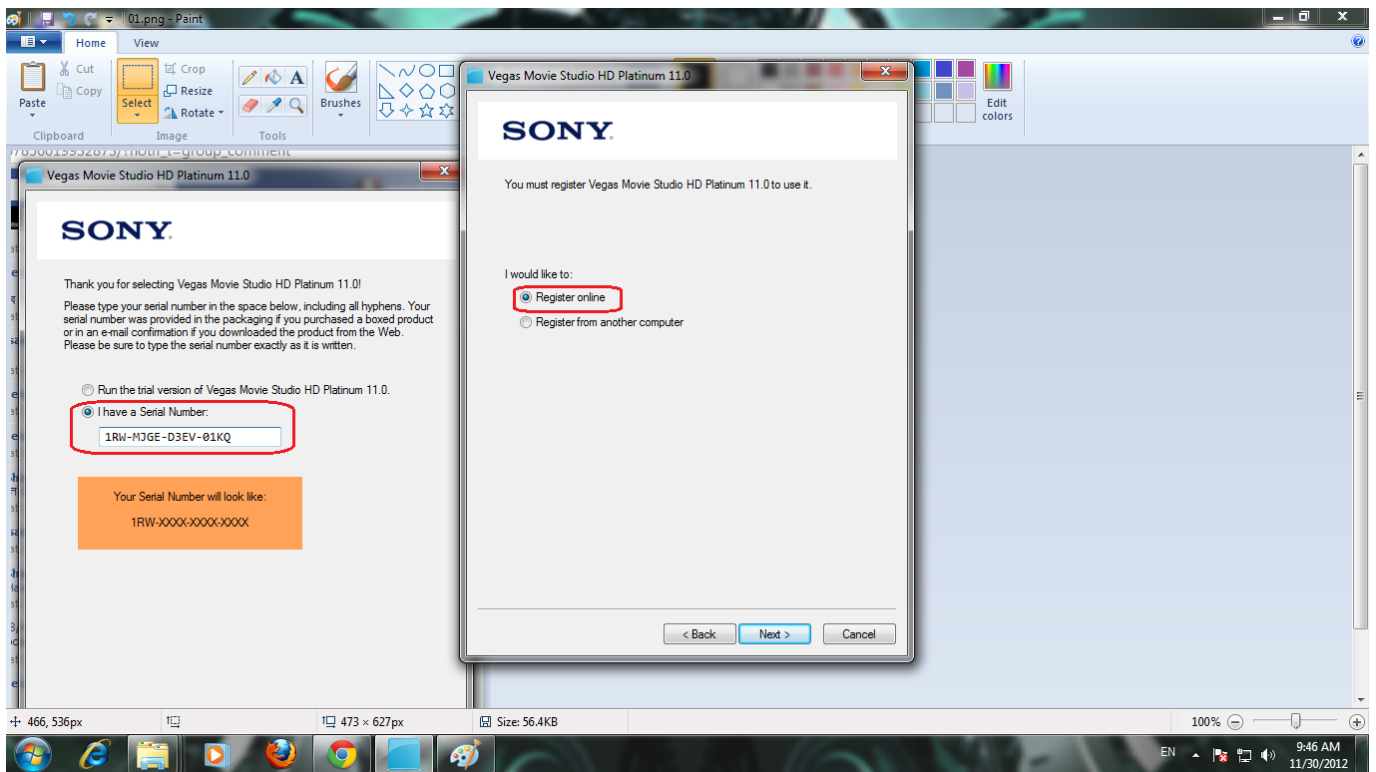 01.png - Paint
Home
View
Paste
Cut
Copy
Clipboard
Select
Crop
Resize
Rotate
Image
Tools
Brushes
Edit
colors
Vegas Movie Studio HD Platinum 11.0
SONY
Thank you for selecting Vegas Movie Studio HD Platinum 11.0!
Please type your serial number in the space below, including all hyphens. Your
serial number was provided in the packaging if you purchased a boxed product
or in an e-mail confirmation if you downloaded the product from the Web.
Please be sure to type the serial number exactly as it is written.
Run the trial version of Vegas Movie Studio HD Platinum 11.0.
I have a Serial Number:
1RW-MJGE-D3EV-01KQ
Your Serial Number will look like:
1RW-XXXX-XXXX-XXXX
Vegas Movie Studio HD Platinum 11.0
SONY
You must register Vegas Movie Studio HD Platinum 11.0 to use it.
I would like to:
Register online
Register from another computer
< Back
Next >
Cancel
466, 536px
473 × 627px
Size: 56.4KB
100%
EN
9:46 AM
11/30/2012